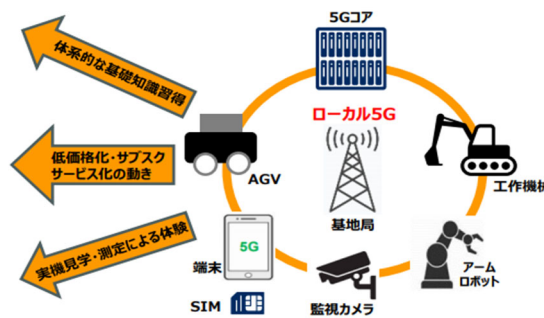 5Gコア
体系的な基礎知識習得
ローカル5G
AGV
低価格化・サブスク
サービス化の動き
工作機械
基地局
5G
実機見学・測定による体験
端末
アーム
ロボット
SIM
監視カメラ